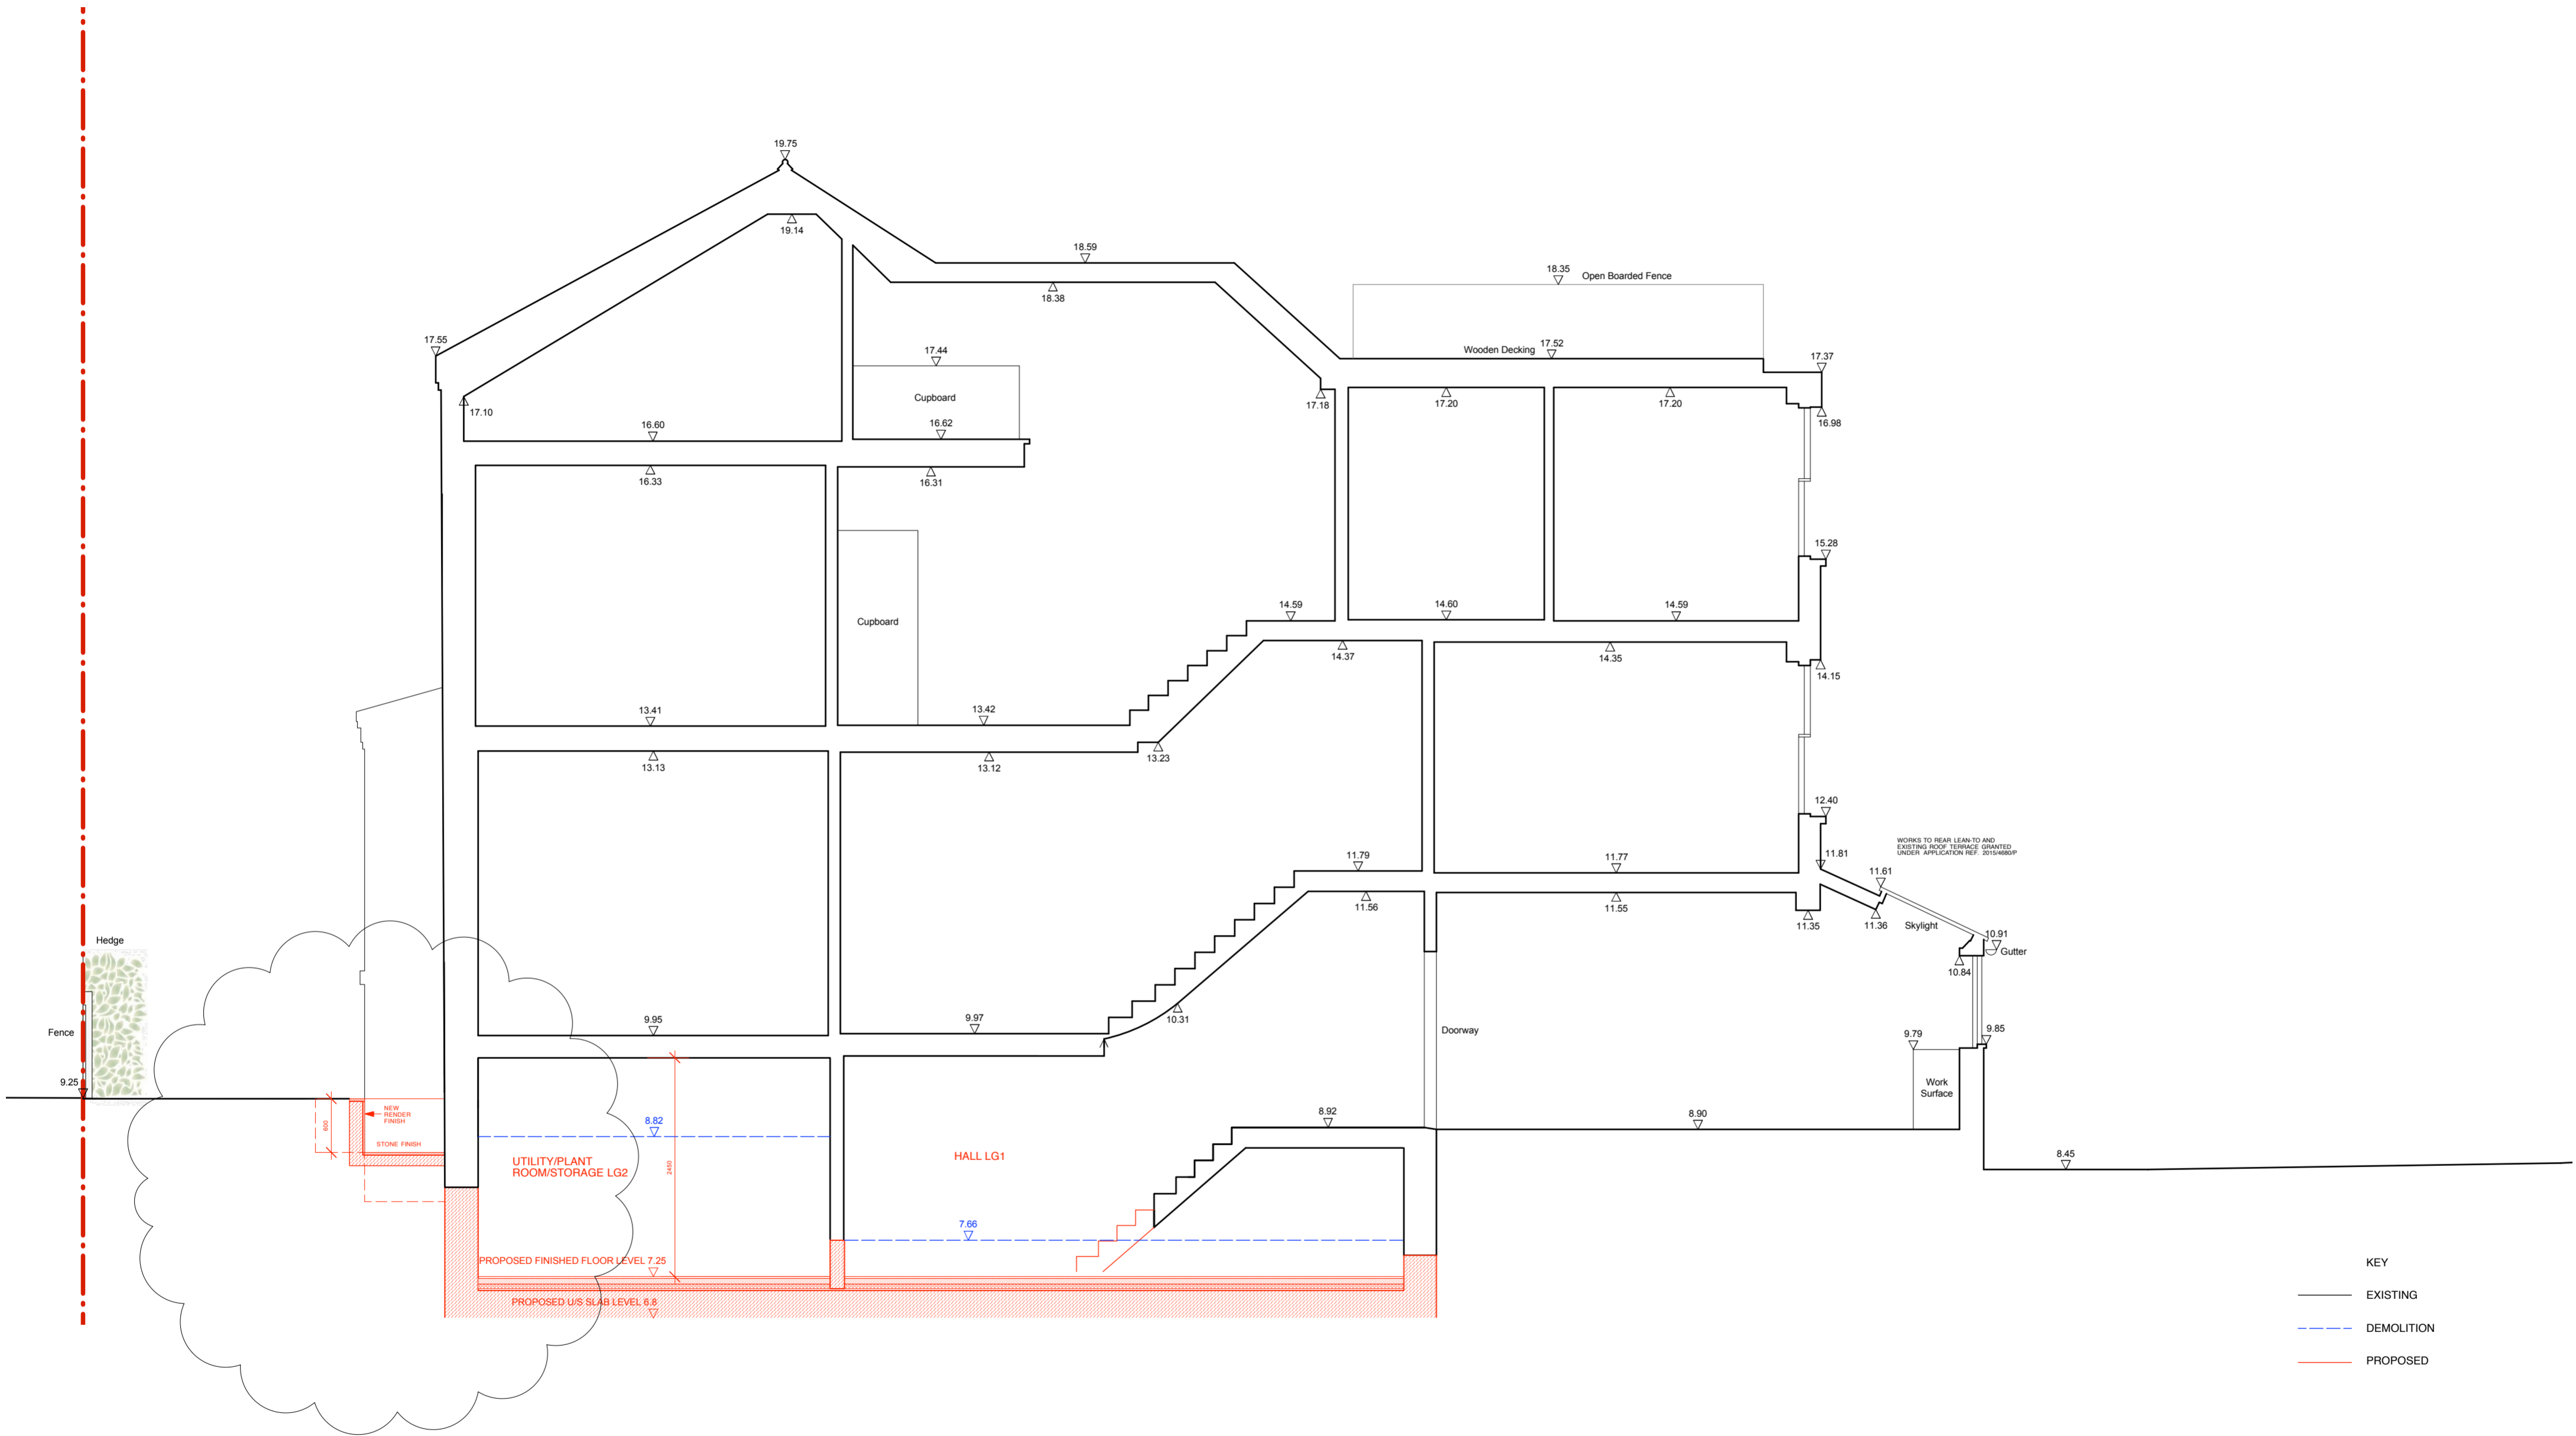 19.75
19.14
18.59
18.38
18.35
Open Boarded Fence
17.55
17.44
Wooden Decking
17.52
17.37
Cupboard
17.10
17.18
17.20
17.20
16.98
16.60
16.62
16.33
16.31
15.28
Cupboard
14.59
14.60
14.59
14.37
14.35
14.15
13.41
13.42
13.23
13.13
13.12
12.40
WORKS TO REAR LEAN-TO AND
EXISTING ROOF TERRACE GRANTED
UNDER APPLICATION REF. 2015/4680/P
11.79
11.77
11.81
11.61
11.56
11.55
11.35
11.36
Skylight
10.91
Gutter
10.84
Hedge
Fence
9.95
9.97
10.31
Doorway
9.79
9.85
9.25
Work
Surface
NEW
RENDER
FINISH
600
STONE FINISH
8.82
8.92
8.90
UTILITY/PLANT
ROOM/STORAGE LG2
2450
HALL LG1
8.45
7.66
PROPOSED FINISHED FLOOR LEVEL 7.25
PROPOSED U/S SLAB LEVEL 6.8
KEY
EXISTING
DEMOLITION
PROPOSED